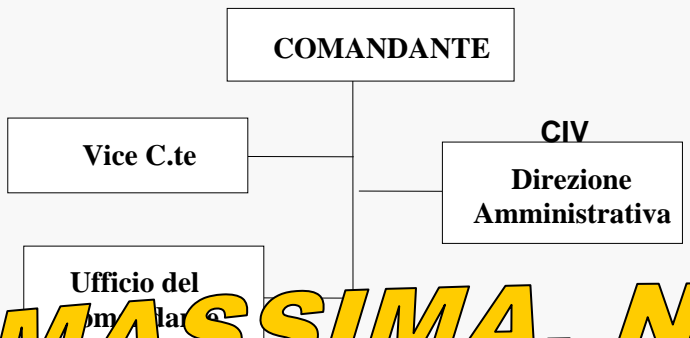 COMANDANTE
Vice C.te
CIV
Direzione
Amministrativa
Ufficio del
MASSIMA- N